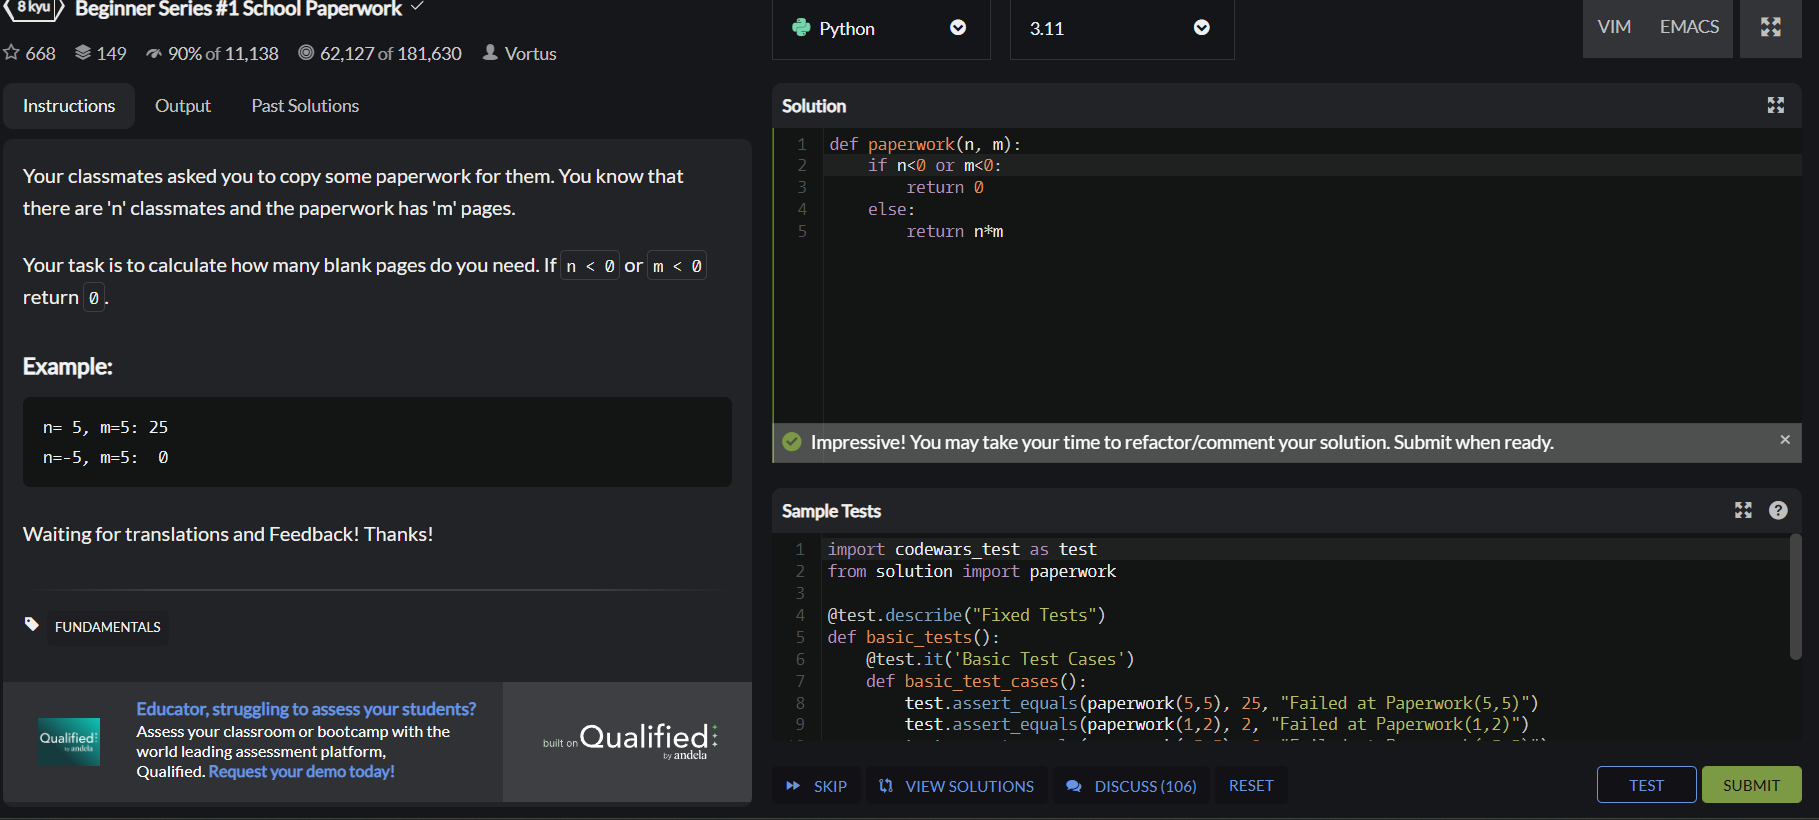 8 kyu
Beginner Series #1 School Paperwork
668 149 90% of 11,138 62,127 of 181,630 Vortus
Instructions Output Past Solutions
Your classmates asked you to copy some paperwork for them. You know that
there are 'n' classmates and the paperwork has 'm' pages.
Your task is to calculate how many blank pages do you need. If n < 0 or m < 0
return 0.
Example:
n= 5, m=5: 25
n=-5, m=5:  0
Waiting for translations and Feedback! Thanks!
FUNDAMENTALS
Qualified
by andela
Educator, struggling to assess your students?
Assess your classroom or bootcamp with the
world leading assessment platform,
Qualified. Request your demo today!
built on Qualified
by andela
Python 3.11 VIM EMACS
Solution
1 def paperwork(n, m):
2     if n<0 or m<0:
3         return 0
4     else:
5         return n*m
Impressive! You may take your time to refactor/comment your solution. Submit when ready. ×
Sample Tests ?
1 import codewars_test as test
2 from solution import paperwork
3
4 @test.describe("Fixed Tests")
5 def basic_tests():
6     @test.it('Basic Test Cases')
7     def basic_test_cases():
8         test.assert_equals(paperwork(5,5), 25, "Failed at Paperwork(5,5)")
9         test.assert_equals(paperwork(1,2), 2, "Failed at Paperwork(1,2)")
SKIP VIEW SOLUTIONS DISCUSS (106) RESET TEST SUBMIT